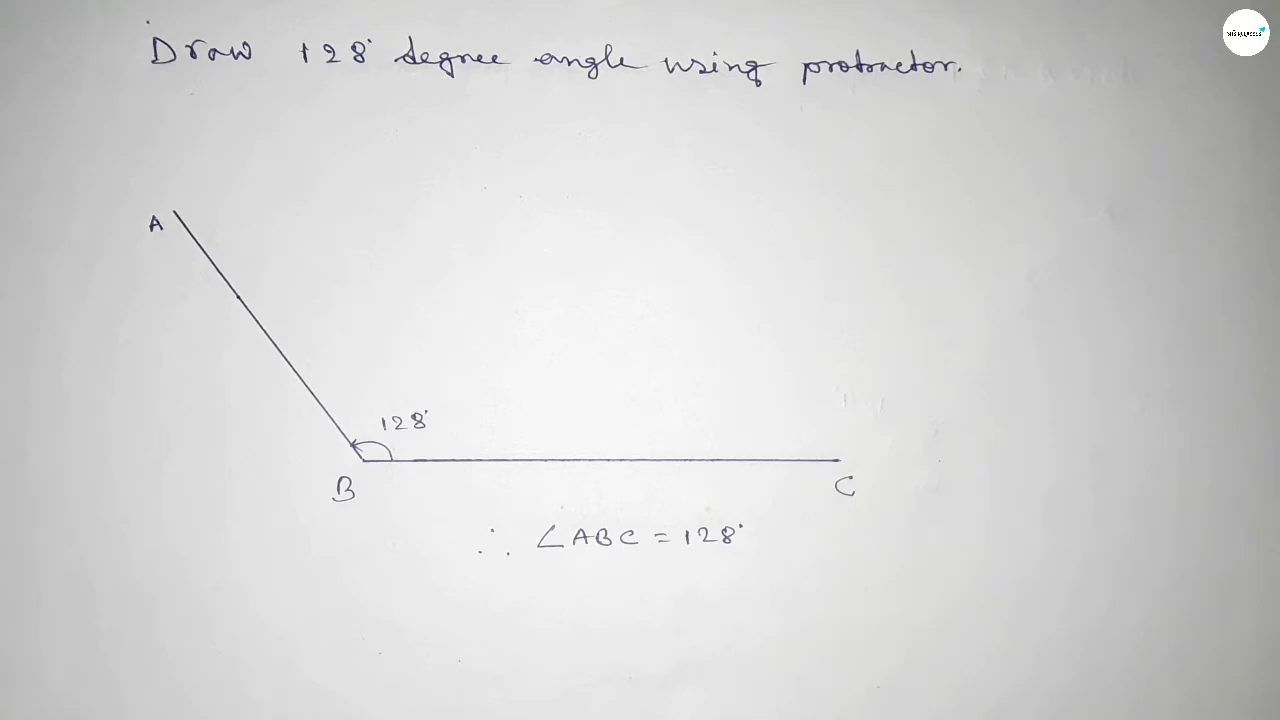 Draw 128° degree angle using protractor.
A
128°
B
C
∴ ∠ABC = 128°